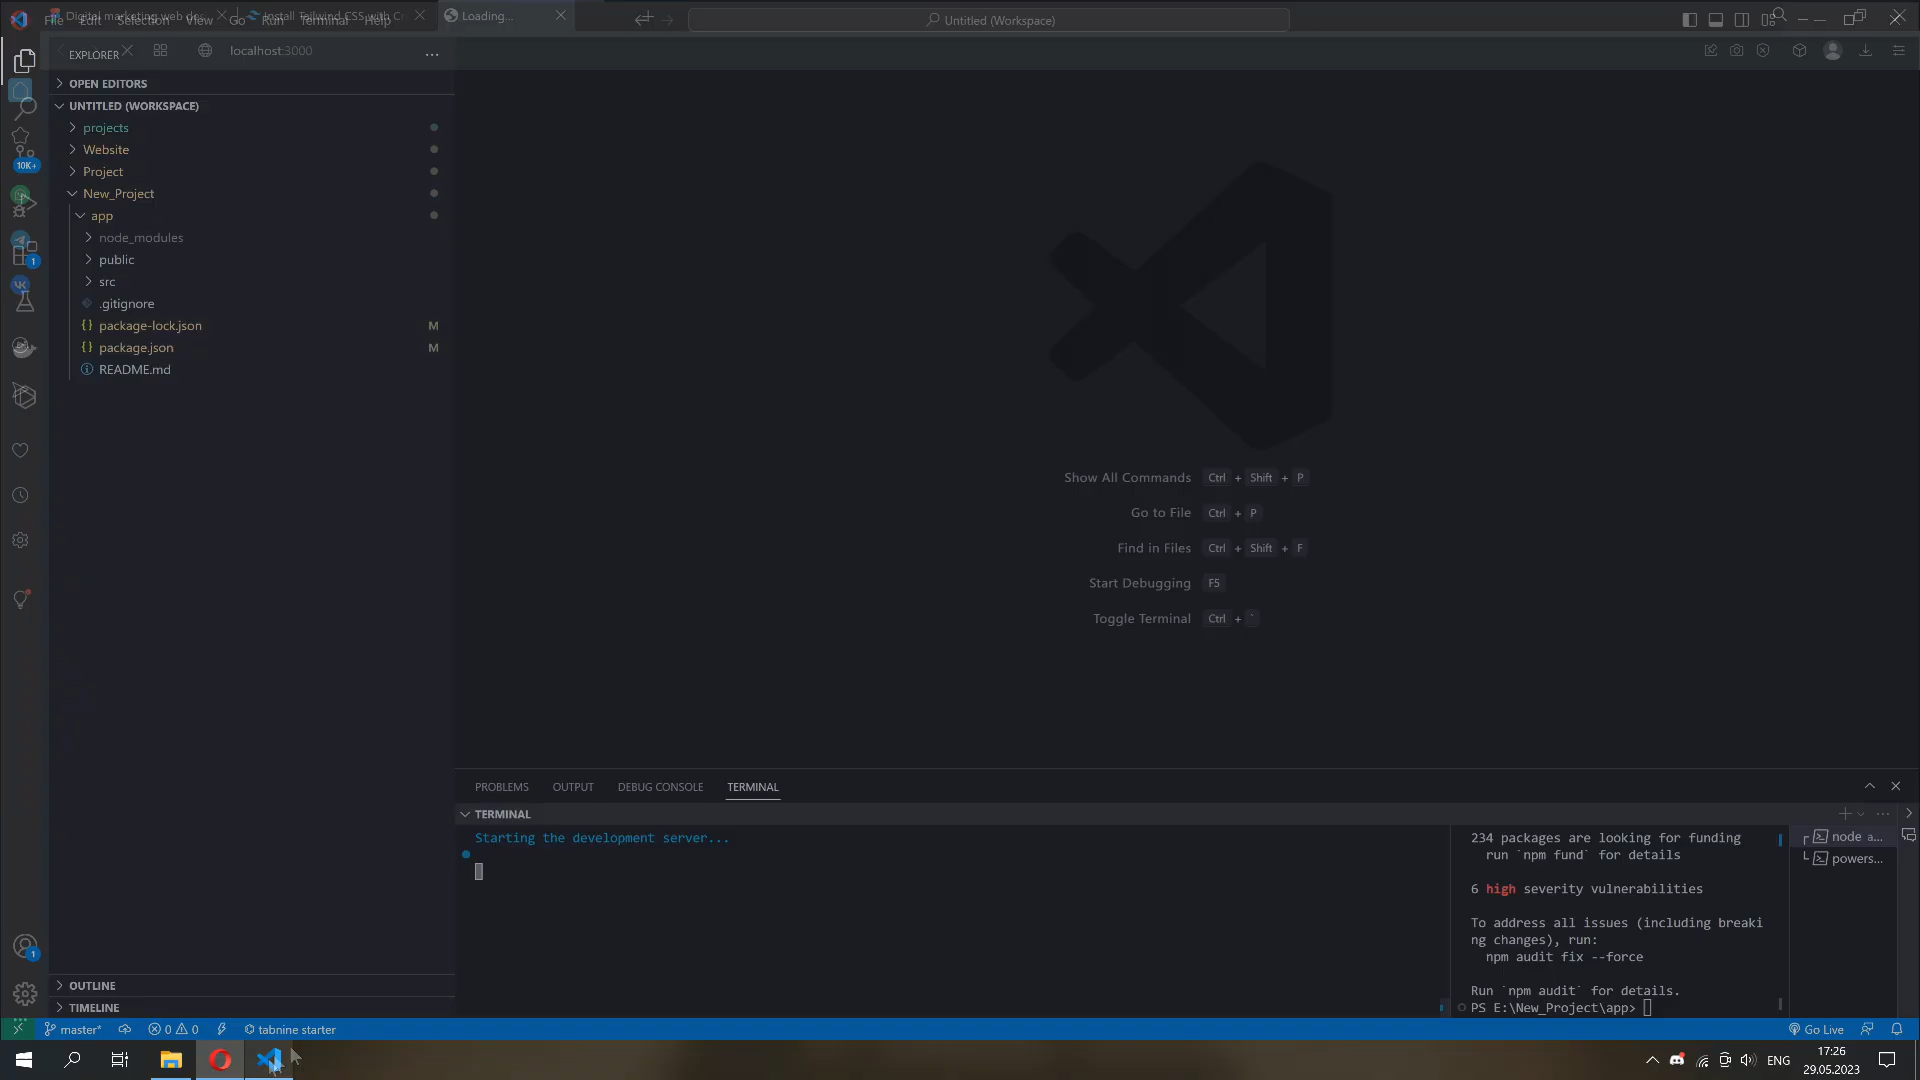 File Edit Selection View Go Run Terminal Help
Digital marketing web des
Install Tailwind CSS with Cr
Loading...
Untitled (Workspace)
EXPLORER
localhost:3000
OPEN EDITORS
UNTITLED (WORKSPACE)
projects
Website
Project
New_Project
app
node_modules
public
src
.gitignore
package-lock.json M
package.json M
README.md
10K+
1
VK
Show All Commands Ctrl + Shift + P
Go to File Ctrl + P
Find in Files Ctrl + Shift + F
Start Debugging F5
Toggle Terminal Ctrl + `
PROBLEMS OUTPUT DEBUG CONSOLE TERMINAL
TERMINAL
Starting the development server...
234 packages are looking for funding
run `npm fund` for details
6 high severity vulnerabilities
To address all issues (including breaki
ng changes), run:
npm audit fix --force
Run `npm audit` for details.
PS E:\New_Project\app>
node a...
powers...
1
OUTLINE
TIMELINE
master* 0 0 tabnine starter
Go Live
ENG
17:26
29.05.2023